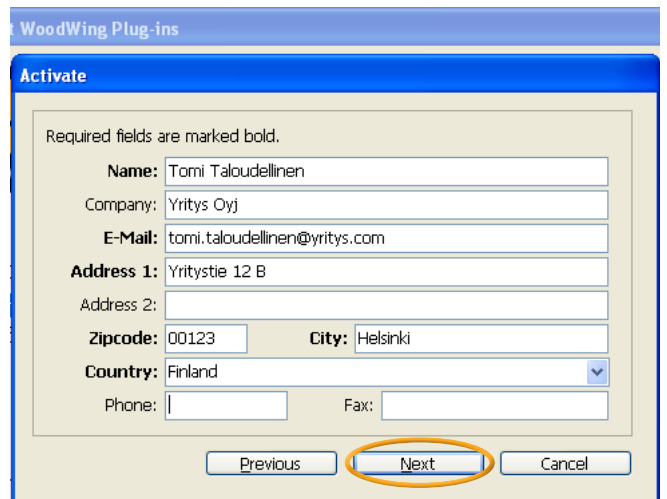 t WoodWing Plug-ins
Activate
Required fields are marked bold.
Name: Tomi Taloudellinen
Company: Yritys Oyj
E-Mail: tomi.taloudellinen@yritys.com
Address 1: Yritystie 12 B
Address 2:
Zipcode: 00123 City: Helsinki
Country: Finland
Phone: Fax:
Previous Next Cancel